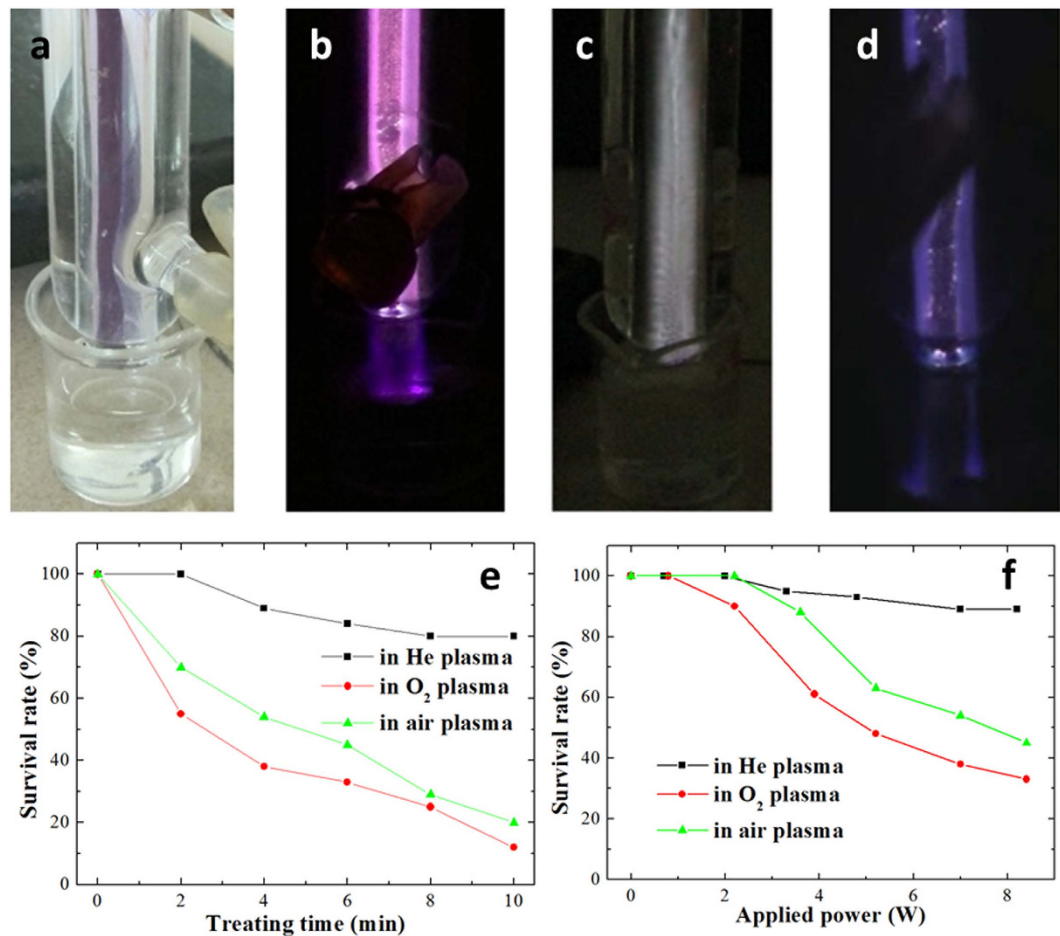 a
b
c
d
e
100
80
60
40
20
0
Survival rate (%)
in He plasma
in O₂ plasma
in air plasma
0 2 4 6 8 10
Treating time (min)
f
100
80
60
40
20
0
Survival rate (%)
in He plasma
in O₂ plasma
in air plasma
0 2 4 6 8
Applied power (W)